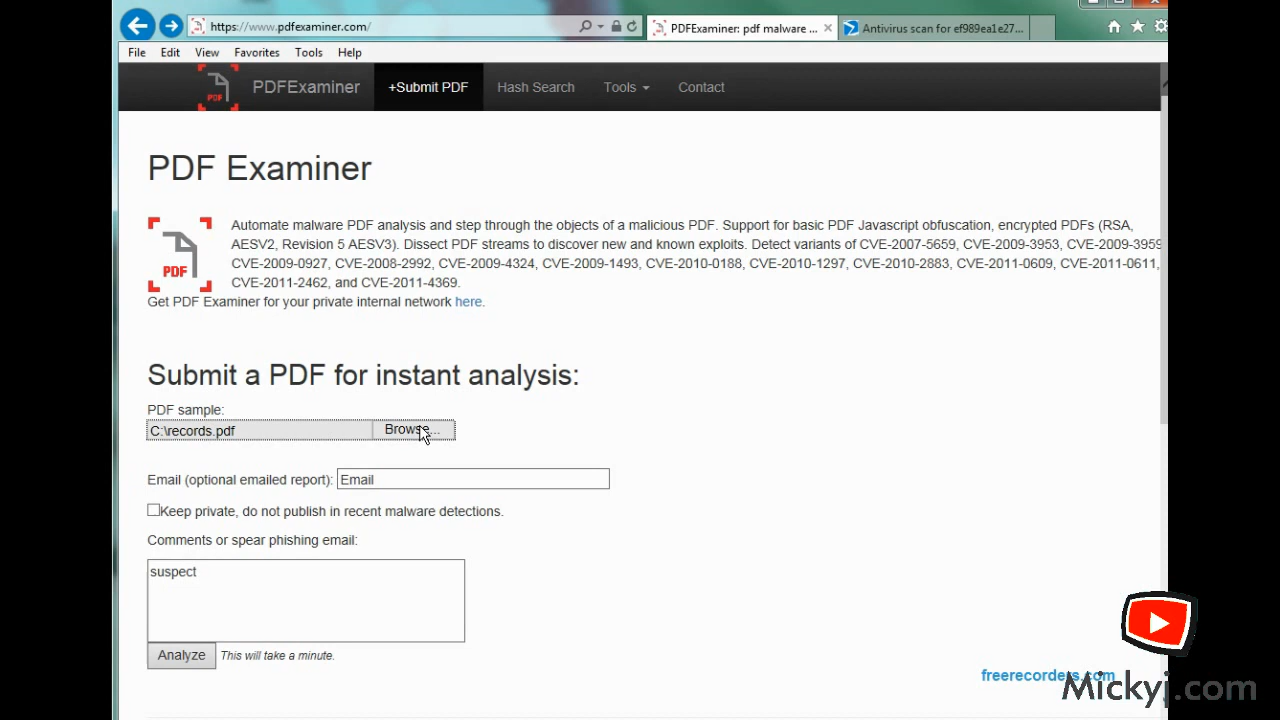 https://www.pdfexaminer.com/
PDFExaminer: pdf malware ...
Antivirus scan for ef989ea1e27...
File Edit View Favorites Tools Help
PDF
PDFExaminer
+Submit PDF
Hash Search
Tools
Contact
PDF Examiner
PDF
Automate malware PDF analysis and step through the objects of a malicious PDF. Support for basic PDF Javascript obfuscation, encrypted PDFs (RSA,
AESV2, Revision 5 AESV3). Dissect PDF streams to discover new and known exploits. Detect variants of CVE-2007-5659, CVE-2009-3953, CVE-2009-3959
CVE-2009-0927, CVE-2008-2992, CVE-2009-4324, CVE-2009-1493, CVE-2010-0188, CVE-2010-1297, CVE-2010-2883, CVE-2011-0609, CVE-2011-0611,
CVE-2011-2462, and CVE-2011-4369.
Get PDF Examiner for your private internal network here.
Submit a PDF for instant analysis:
PDF sample:
C:\records.pdf Browse...
Email (optional emailed report): Email
Keep private, do not publish in recent malware detections.
Comments or spear phishing email:
suspect
Analyze This will take a minute.
freerecorders.com
Mickyj.com